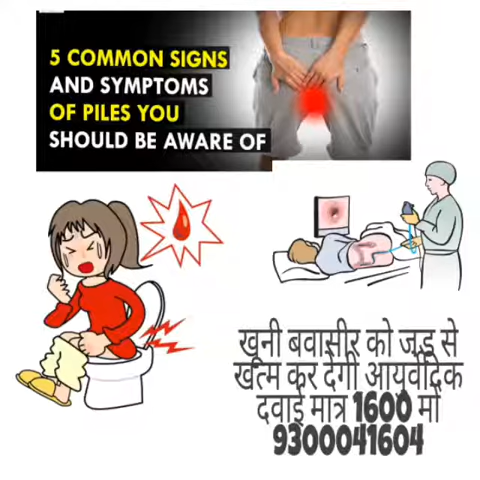 5 COMMON SIGNS
AND SYMPTOMS
OF PILES YOU
SHOULD BE AWARE OF
खूनी बवासीर को जड़ से
खत्म कर देगी आयुर्वेदिक
दवाई मात्र 1600 मो
9300041604